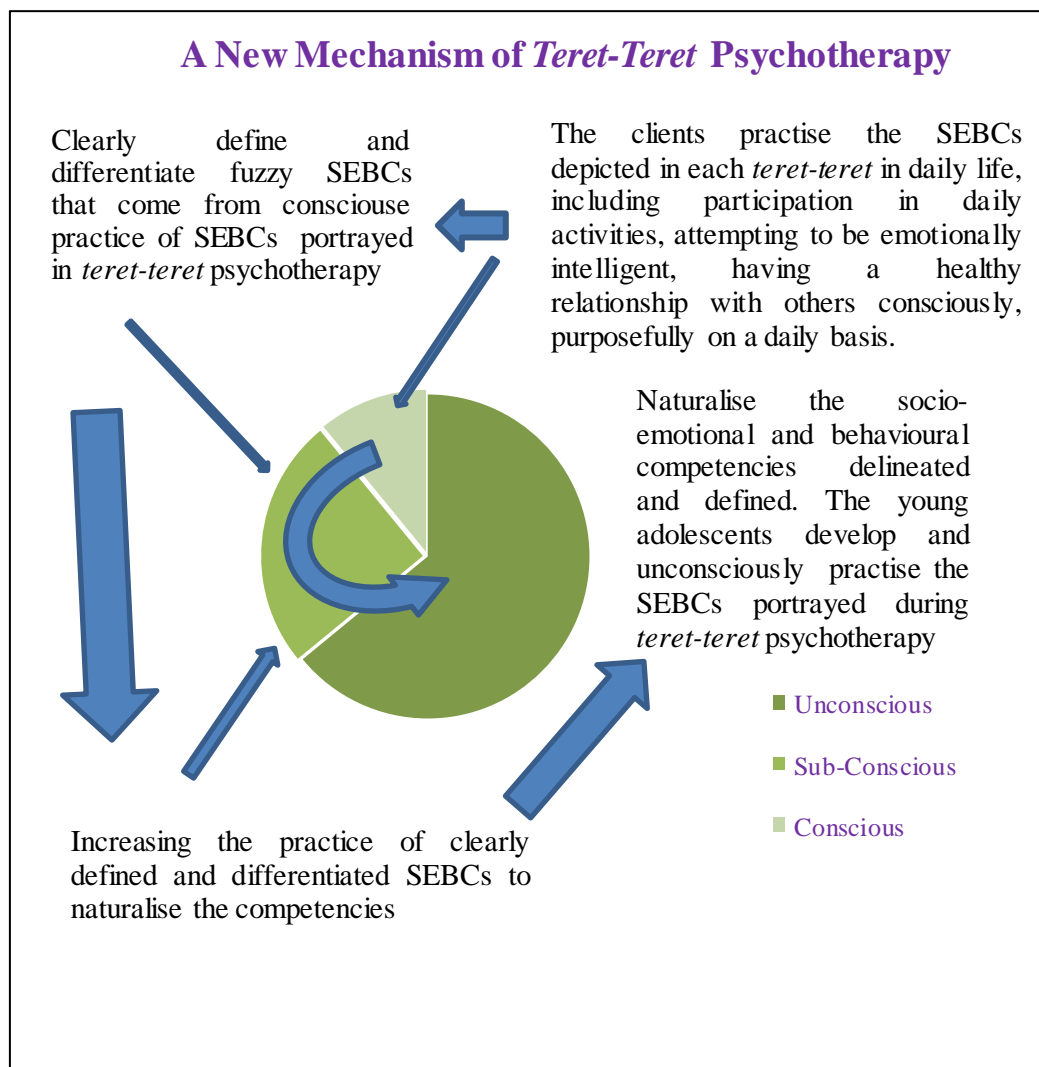 A New Mechanism of Teret-Teret Psychotherapy
Clearly define and
differentiate fuzzy SEBCs
that come from consciouse
practice of SEBCs portrayed
in teret-teret psychotherapy
The clients practise the SEBCs
depicted in each teret-teret in daily life,
including participation in daily
activities, attempting to be emotionally
intelligent, having a healthy
relationship with others consciously,
purposefully on a daily basis.
Naturalise the socio-
emotional and behavioural
competencies delineated
and defined. The young
adolescents develop and
unconsciously practise the
SEBCs portrayed during
teret-teret psychotherapy
Unconscious
Sub-Conscious
Conscious
Increasing the practice of clearly
defined and differentiated SEBCs to
naturalise the competencies